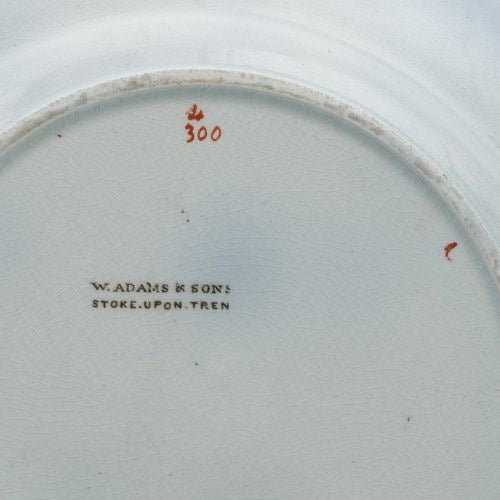 300
W. ADAMS & SONS
STOKE.UPON.TREN